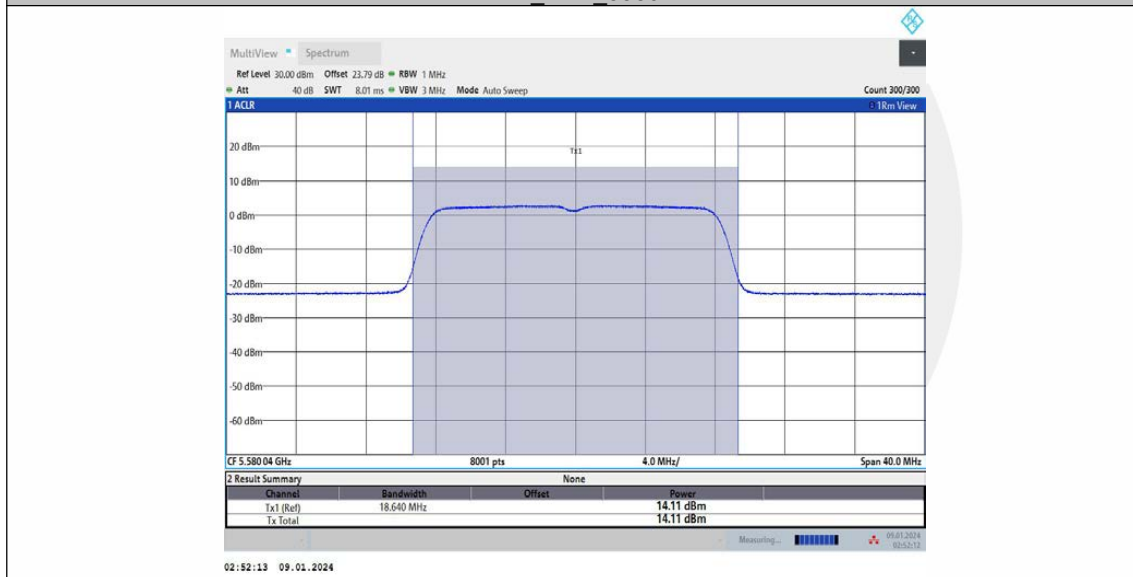 MultiView Spectrum
Ref Level 30.00 dBm Offset 23.79 dB RBW 1 MHz
Att 40 dB SWT 8.01 ms VBW 3 MHz Mode Auto Sweep Count 300/300
1 ACLR 1Rm View
Tx1
20 dBm
10 dBm
0 dBm
-10 dBm
-20 dBm
-30 dBm
-40 dBm
-50 dBm
-60 dBm
CF 5.580 04 GHz 8001 pts 4.0 MHz/ Span 40.0 MHz
2 Result Summary None
Channel Bandwidth Offset Power
Tx1 (Ref) 18.640 MHz 14.11 dBm
Tx Total 14.11 dBm
Measuring... 09.01.2024
02:52:12
02:52:13 09.01.2024